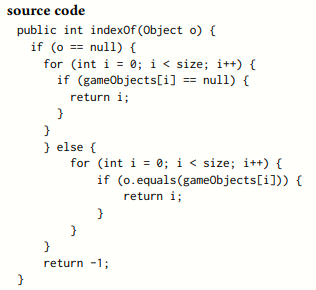 source code
public int indexOf(Object o) {
if (o == null) {
for (int i = 0; i < size; i++) {
if (gameObjects[i] == null) {
return i;
}
}
} else {
for (int i = 0; i < size; i++) {
if (o.equals(gameObjects[i])) {
return i;
}
}
}
return -1;
}